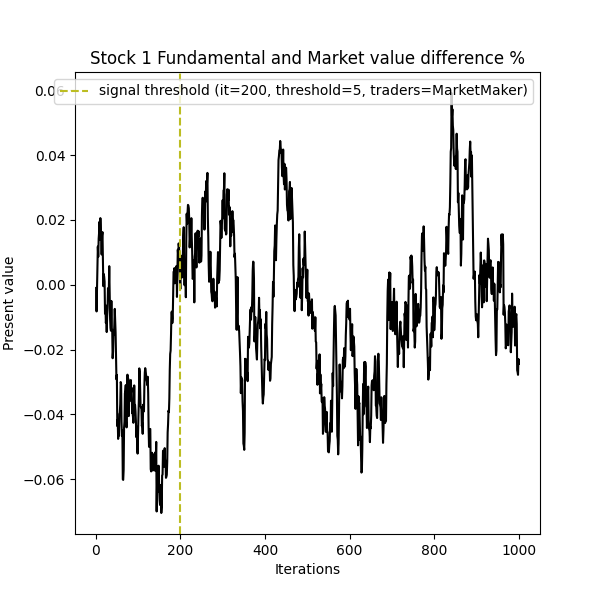 Stock 1 Fundamental and Market value difference %
signal threshold (it=200, threshold=5, traders=MarketMaker)
0.06
0.04
0.02
0.00
−0.02
−0.04
−0.06
Present value
0 200 400 600 800 1000
Iterations